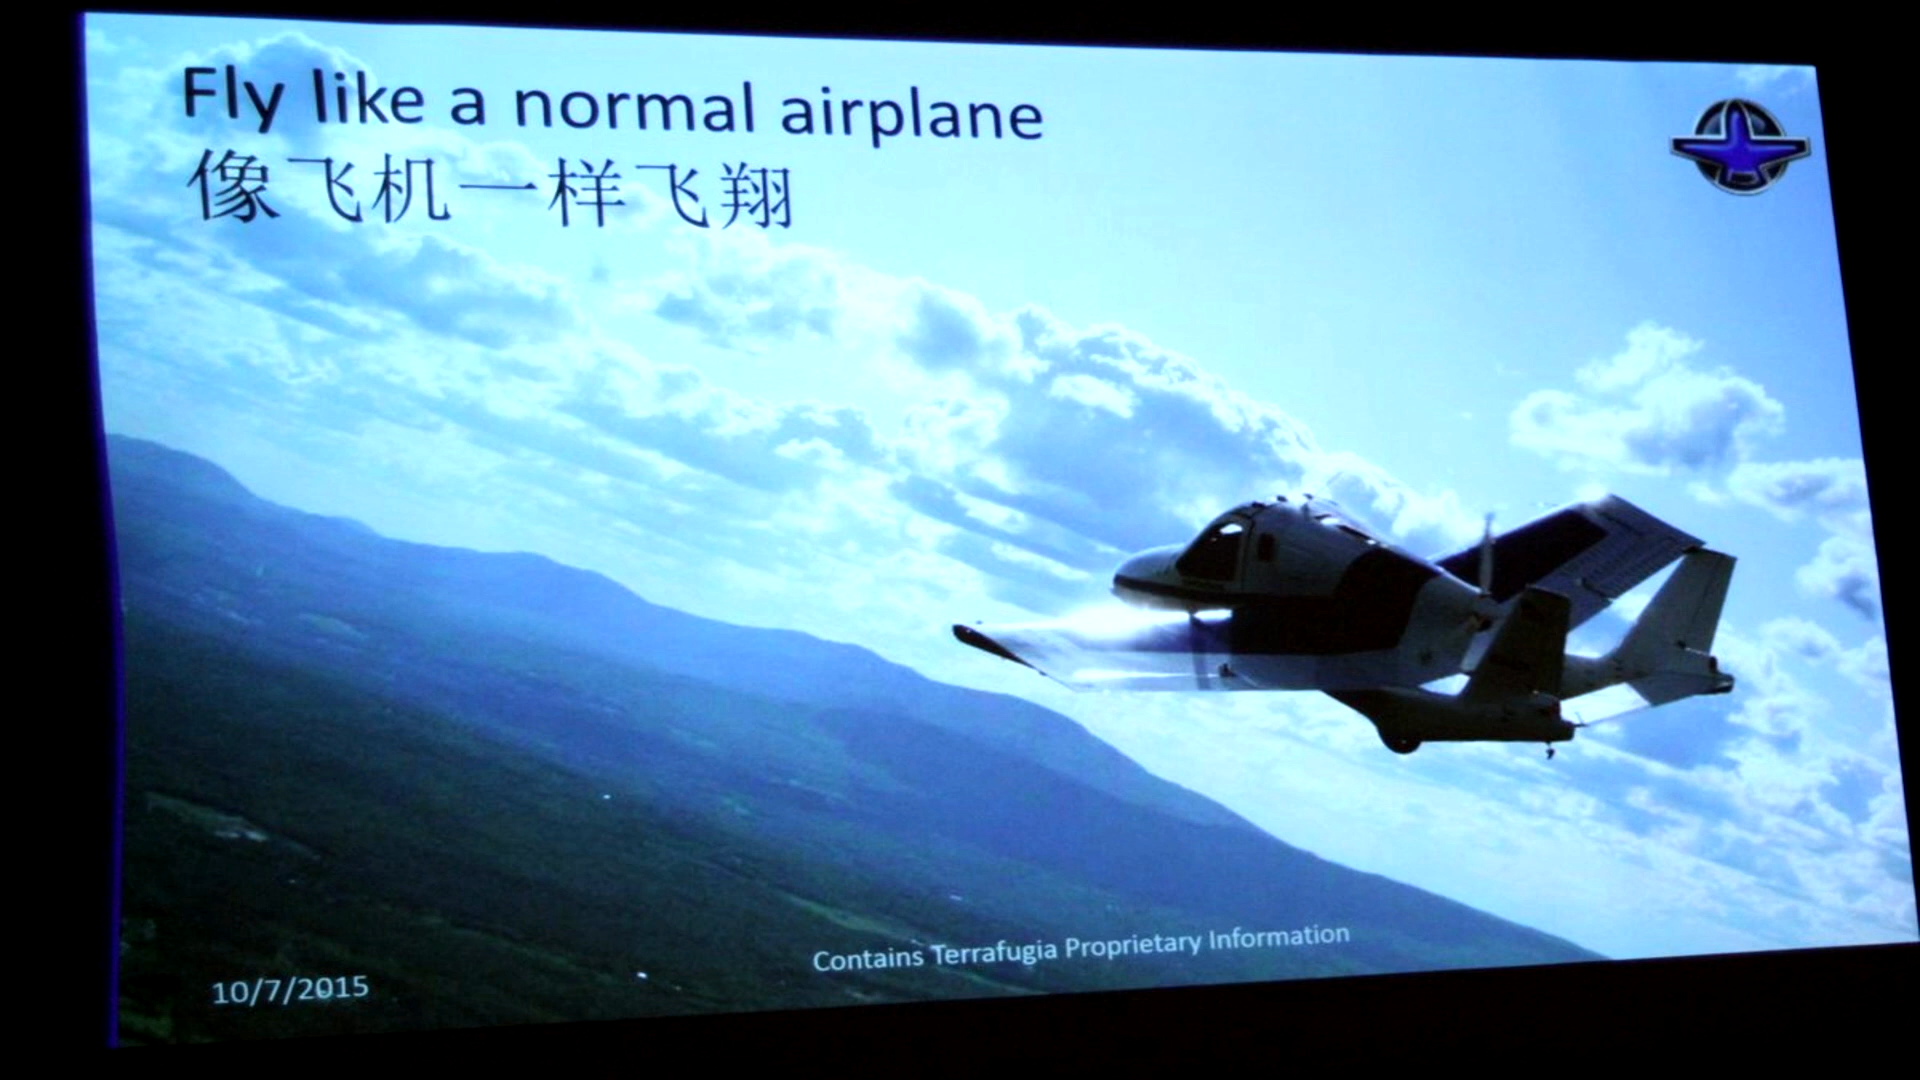 Fly like a normal airplane
像飞机一样飞翔
Contains Terrafugia Proprietary Information
10/7/2015